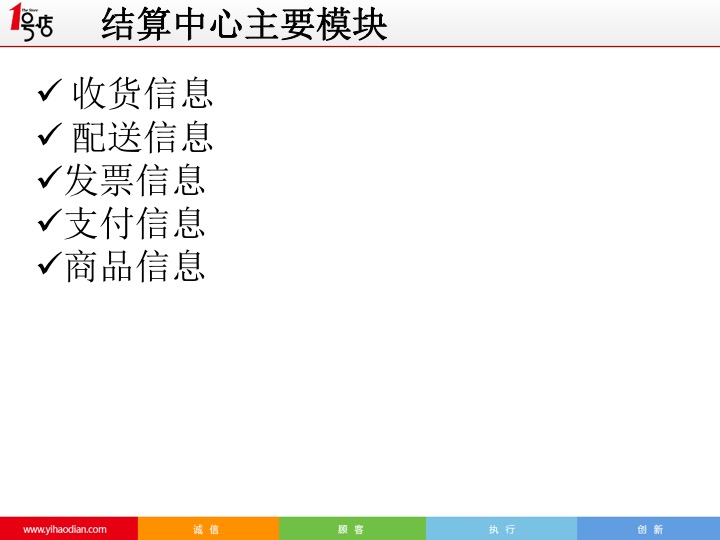 1号店
The Store
结算中心主要模块
✓ 收货信息
✓ 配送信息
✓发票信息
✓支付信息
✓商品信息
www.yihaodian.com 诚 信 顾 客 执 行 创 新